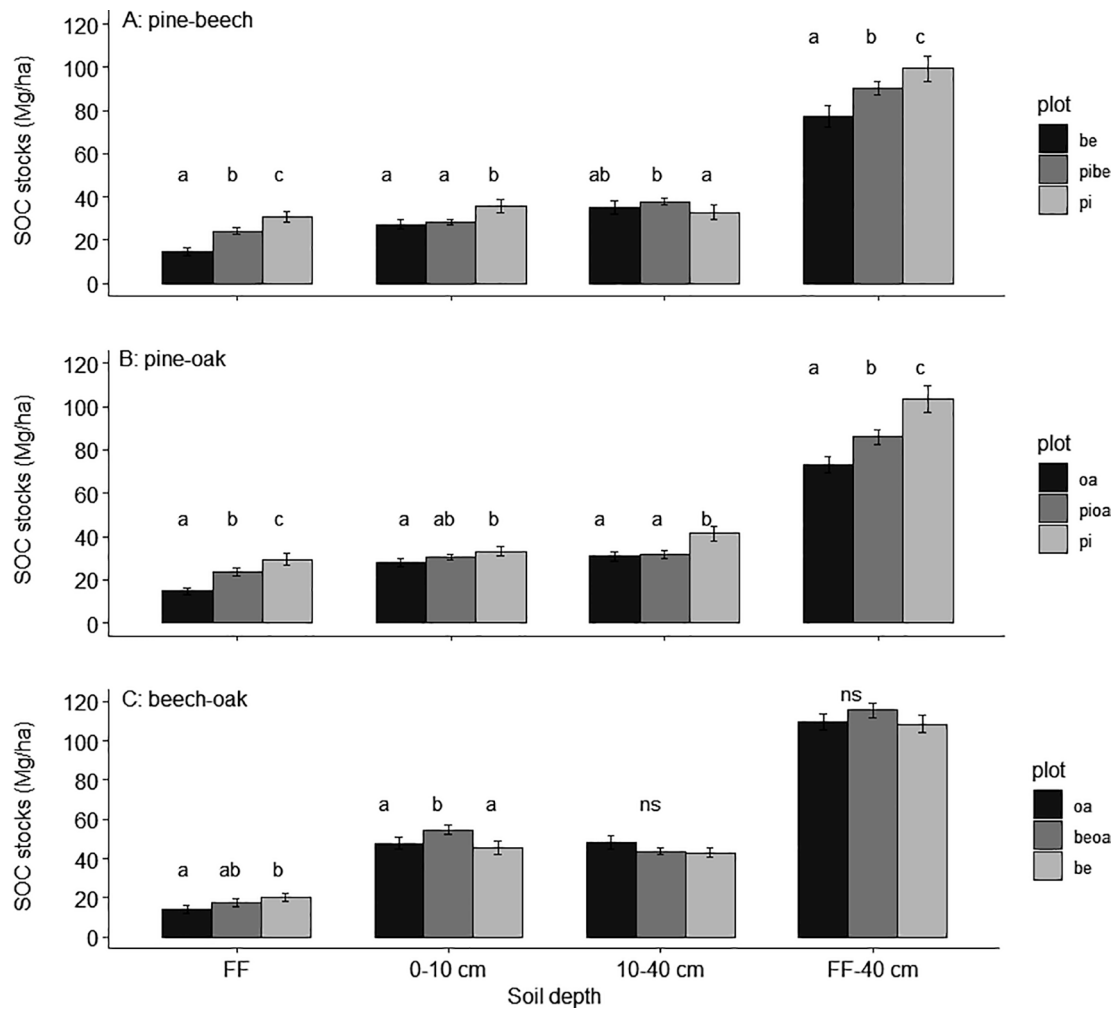 A: pine-beech
SOC stocks (Mg/ha)
120
100
80
60
40
20
0
a b c
a a b
ab b a
a b c
plot
be
pibe
pi
B: pine-oak
SOC stocks (Mg/ha)
120
100
80
60
40
20
0
a b c
a ab b
a a b
a b c
plot
oa
pioa
pi
C: beech-oak
SOC stocks (Mg/ha)
120
100
80
60
40
20
0
a ab b
a b a
ns
ns
plot
oa
beoa
be
FF 0-10 cm 10-40 cm FF-40 cm
Soil depth